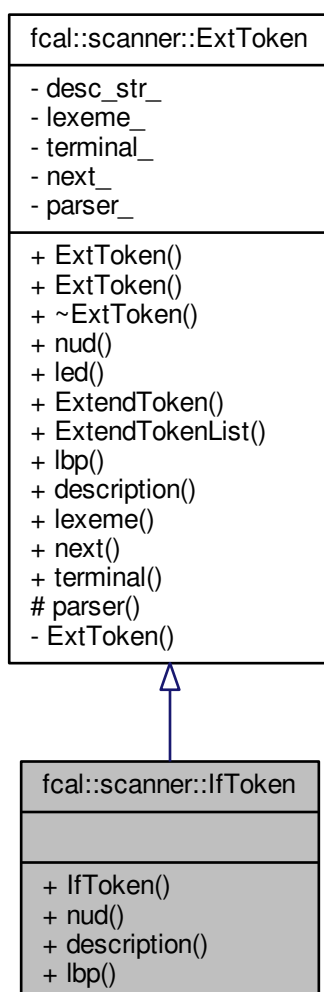 fcal::scanner::ExtToken
- desc_str_
- lexeme_
- terminal_
- next_
- parser_
+ ExtToken()
+ ExtToken()
+ ~ExtToken()
+ nud()
+ led()
+ ExtendToken()
+ ExtendTokenList()
+ lbp()
+ description()
+ lexeme()
+ next()
+ terminal()
# parser()
- ExtToken()
fcal::scanner::IfToken
+ IfToken()
+ nud()
+ description()
+ lbp()